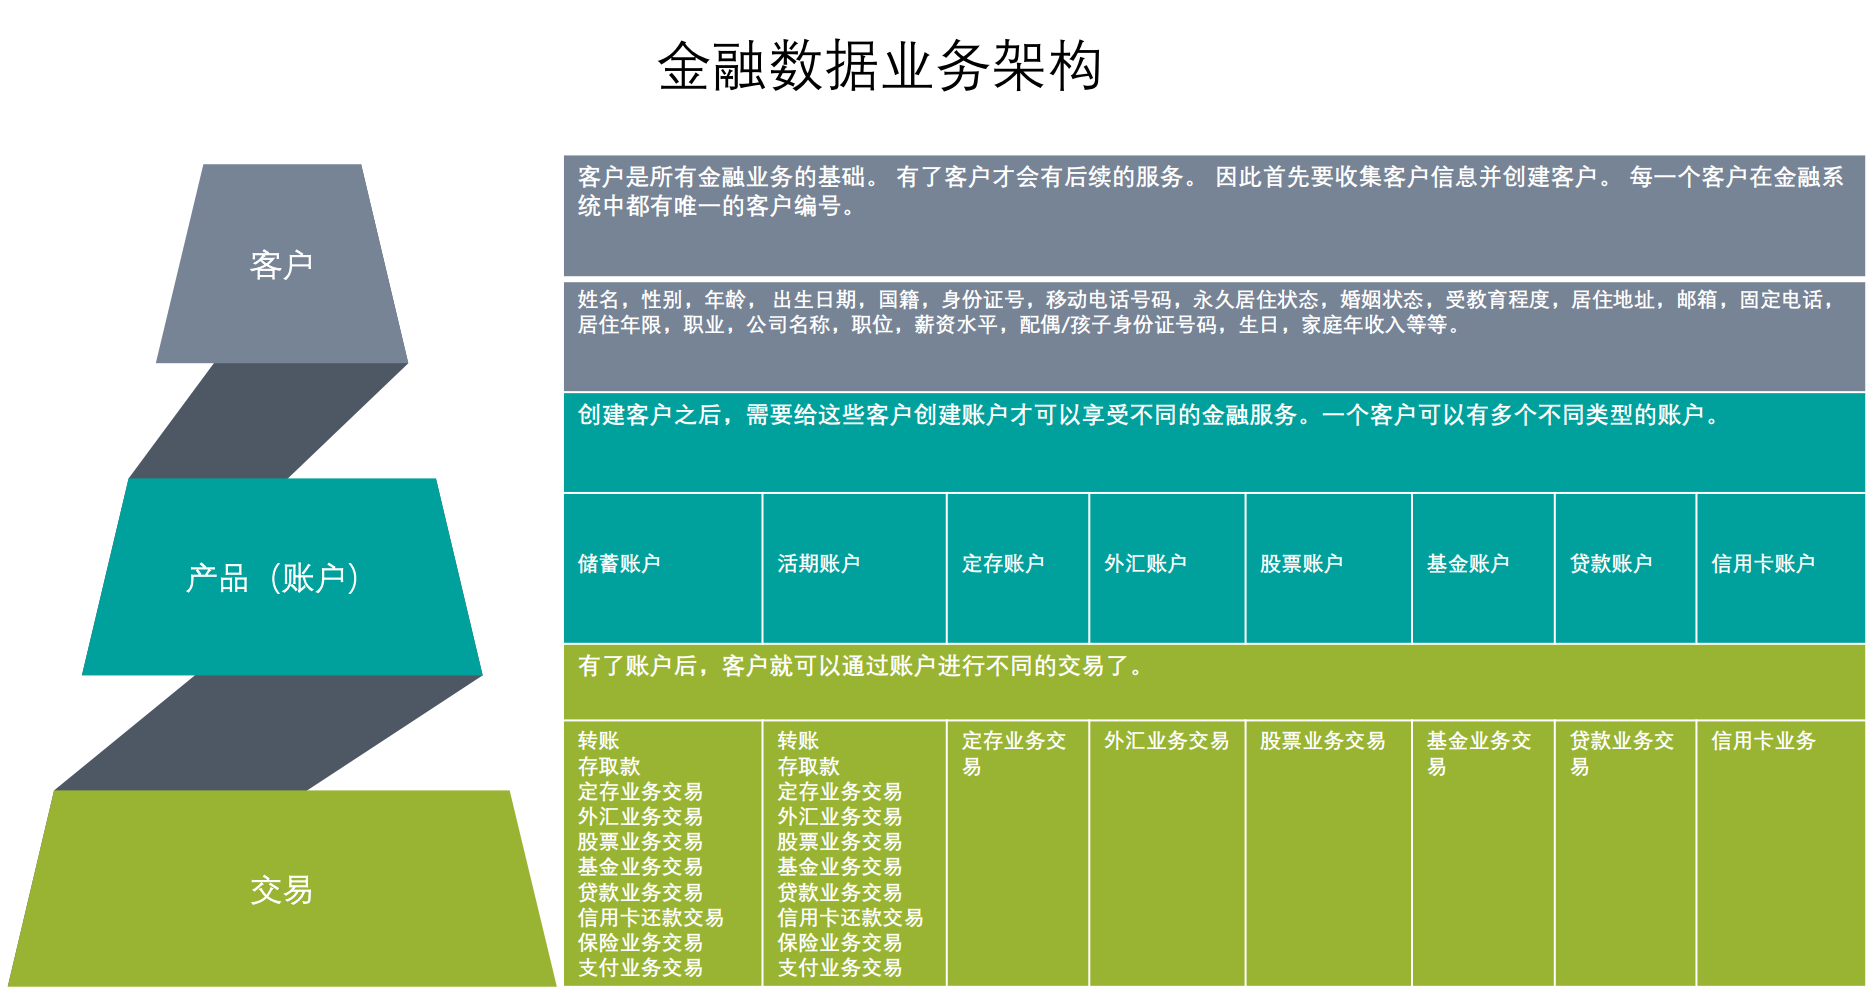 金融数据业务架构
客户
客户是所有金融业务的基础。 有了客户才会有后续的服务。 因此首先要收集客户信息并创建客户。 每一个客户在金融系
统中都有唯一的客户编号。
姓名，性别，年龄， 出生日期，国籍，身份证号，移动电话号码，永久居住状态，婚姻状态，受教育程度，居住地址，邮箱，固定电话，
居住年限，职业，公司名称，职位，薪资水平，配偶/孩子身份证号码，生日，家庭年收入等等。
产品（账户）
创建客户之后，需要给这些客户创建账户才可以享受不同的金融服务。一个客户可以有多个不同类型的账户。
储蓄账户
活期账户
定存账户
外汇账户
股票账户
基金账户
贷款账户
信用卡账户
交易
有了账户后，客户就可以通过账户进行不同的交易了。
转账
存取款
定存业务交易
外汇业务交易
股票业务交易
基金业务交易
贷款业务交易
信用卡还款交易
保险业务交易
支付业务交易
转账
存取款
定存业务交易
外汇业务交易
股票业务交易
基金业务交易
贷款业务交易
信用卡还款交易
保险业务交易
支付业务交易
定存业务交
易
外汇业务交易
股票业务交易
基金业务交
易
贷款业务交
易
信用卡业务